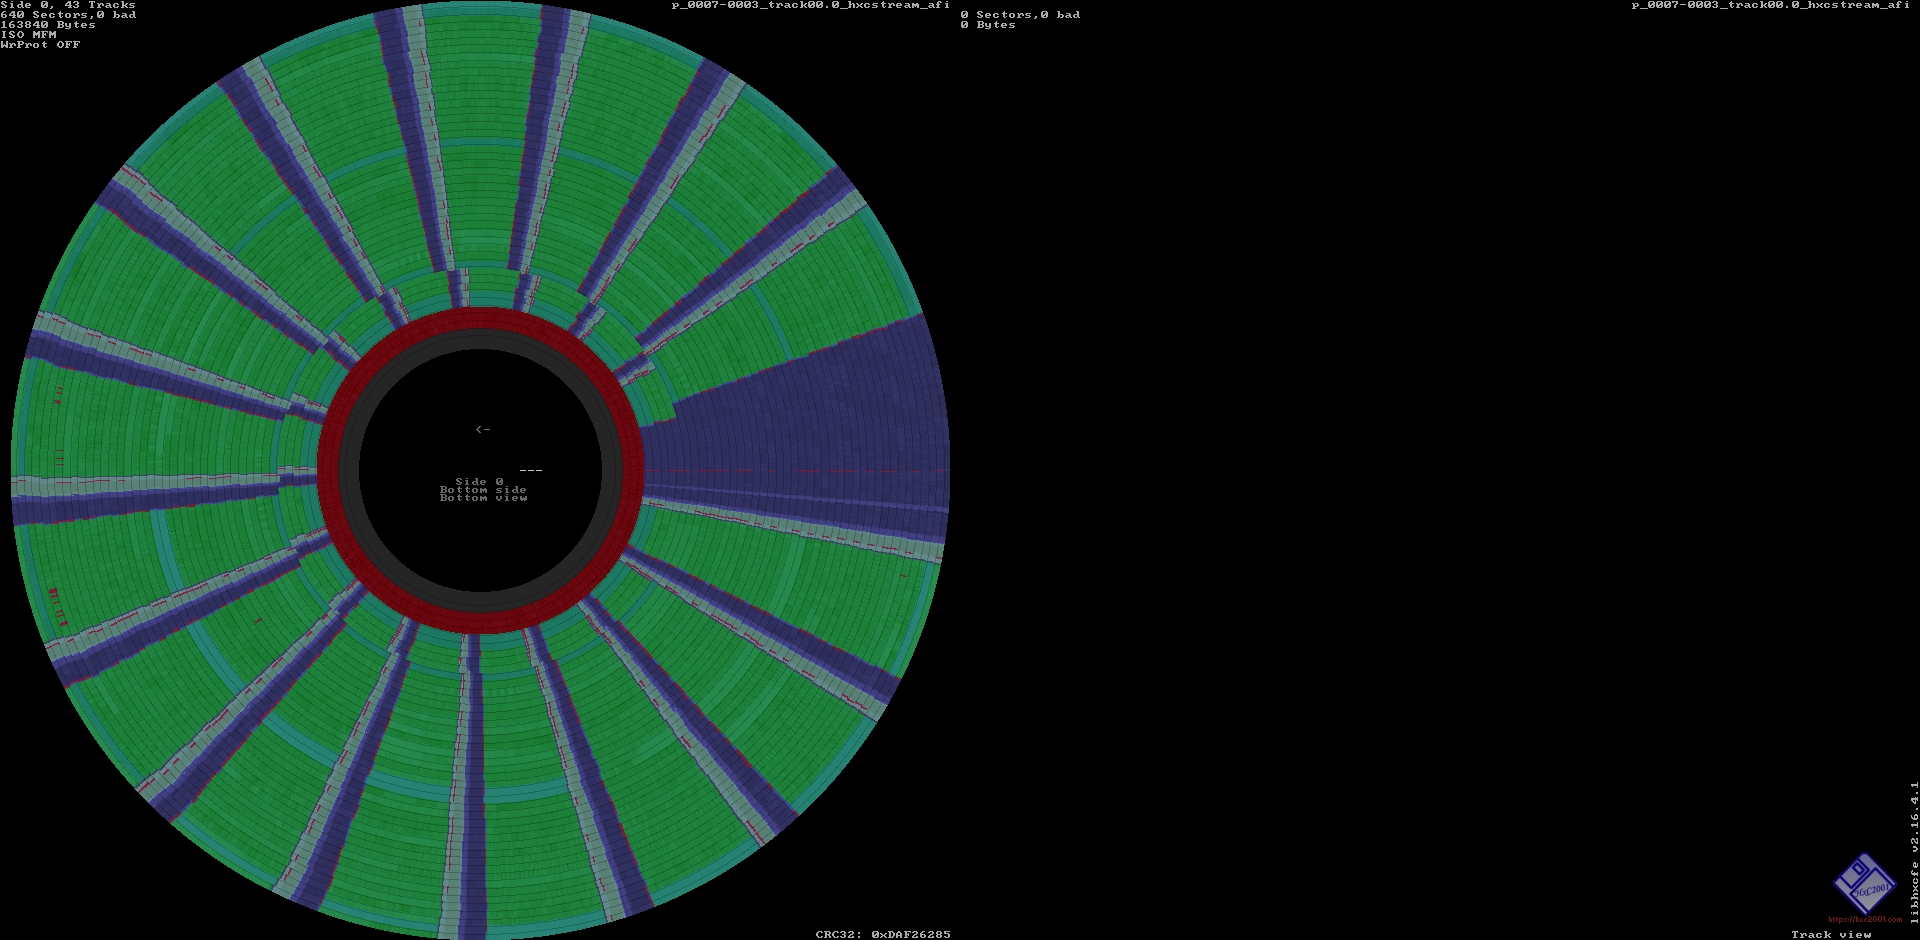 Side 0, 43 Tracks
640 Sectors,0 bad
163840 Bytes
ISO MFM
WrProt OFF
p_0007-0003_track00.0_hxcstream_afi
0 Sectors,0 bad
0 Bytes
p_0007-0003_track00.0_hxcstream_afi
<-
---
Side 0
Bottom side
Bottom view
CRC32: 0xDAF26285
libhxcfe v2.16.4.1
HxC2001
https://hxc2001.com
Track view